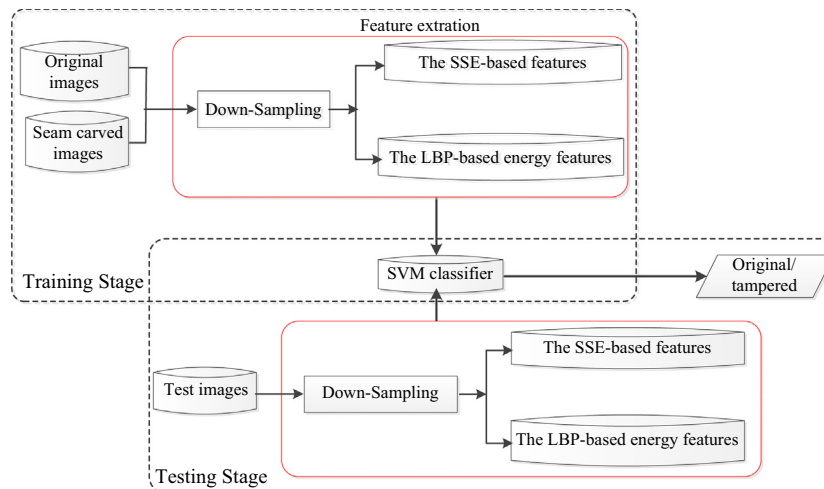 Feature extration
Original
images
The SSE-based features
Down-Sampling
Seam carved
images
The LBP-based energy features
Training Stage
SVM classifier
Original/
tampered
The SSE-based features
Test images
Down-Sampling
The LBP-based energy features
Testing Stage